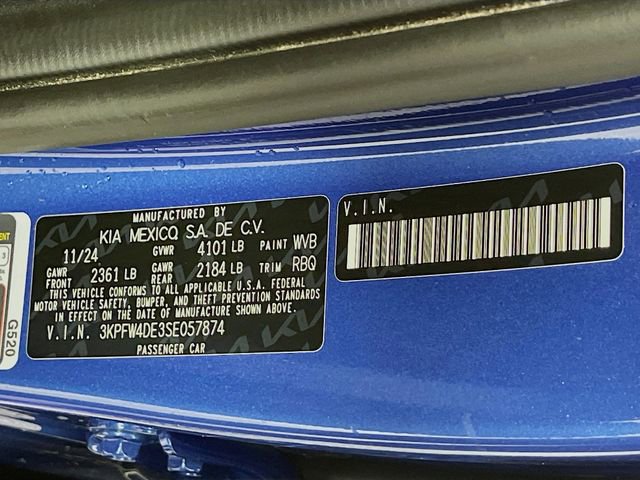 MANUFACTURED BY
KIA MEXICO, S.A. DE C.V.
11/24 GVWR 4101 LB PAINT WVB
GAWR FRONT 2361 LB GAWR REAR 2184 LB TRIM RBQ
THIS VEHICLE CONFORMS TO ALL APPLICABLE U.S.A. FEDERAL
MOTOR VEHICLE SAFETY, BUMPER, AND THEFT PREVENTION STANDARDS
IN EFFECT ON THE DATE OF MANUFACTURE SHOWN ABOVE.
V.I.N. 3KPFW4DE3SE057874
PASSENGER CAR
V.I.N.
G520
3